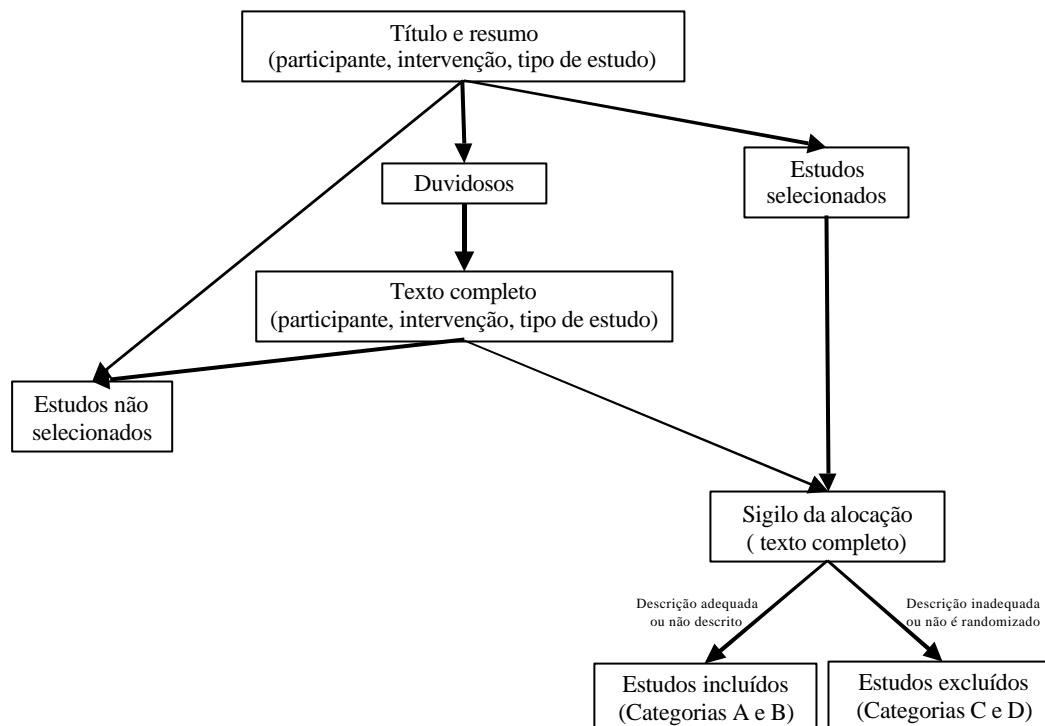 Título e resumo
(participante, intervenção, tipo de estudo)
Duvidosos
Estudos
selecionados
Texto completo
(participante, intervenção, tipo de estudo)
Estudos não
selecionados
Sigilo da alocação
( texto completo)
Descrição adequada
ou não descrito
Descrição inadequada
ou não é randomizado
Estudos incluídos
(Categorias A e B)
Estudos excluídos
(Categorias C e D)